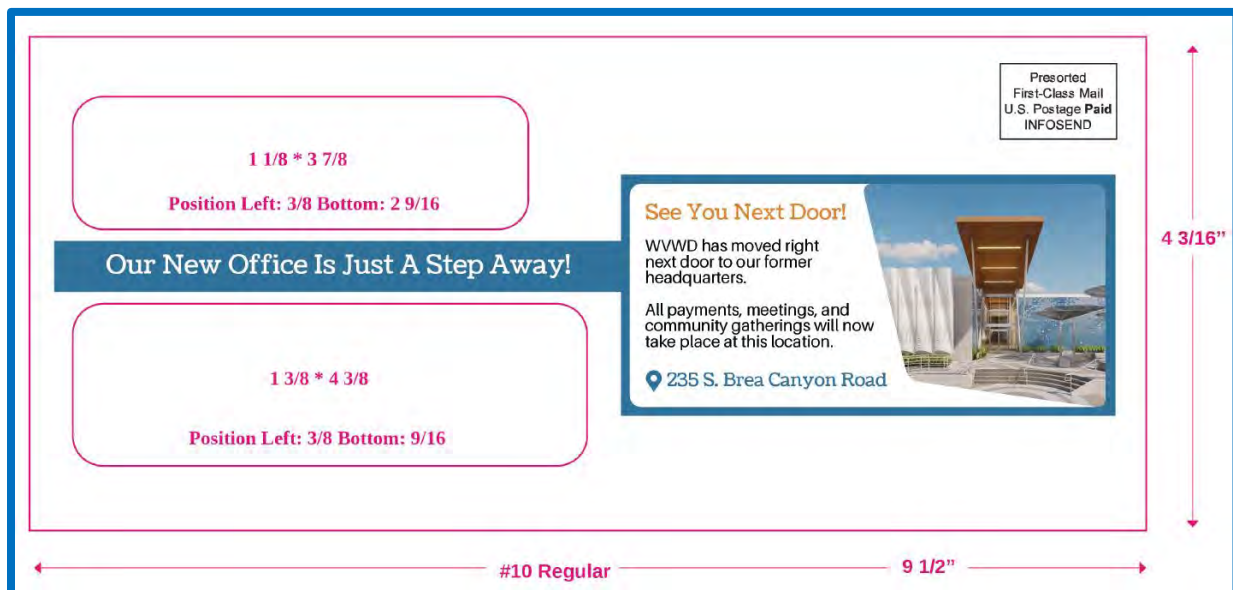 Presorted
First-Class Mail
U.S. Postage Paid
INFOSEND
1 1/8 * 3 7/8
Position Left: 3/8 Bottom: 2 9/16
Our New Office Is Just A Step Away!
See You Next Door!
WVWD has moved right
next door to our former
headquarters.
All payments, meetings, and
community gatherings will now
take place at this location.
235 S. Brea Canyon Road
1 3/8 * 4 3/8
Position Left: 3/8 Bottom: 9/16
4 3/16”
#10 Regular
9 1/2”